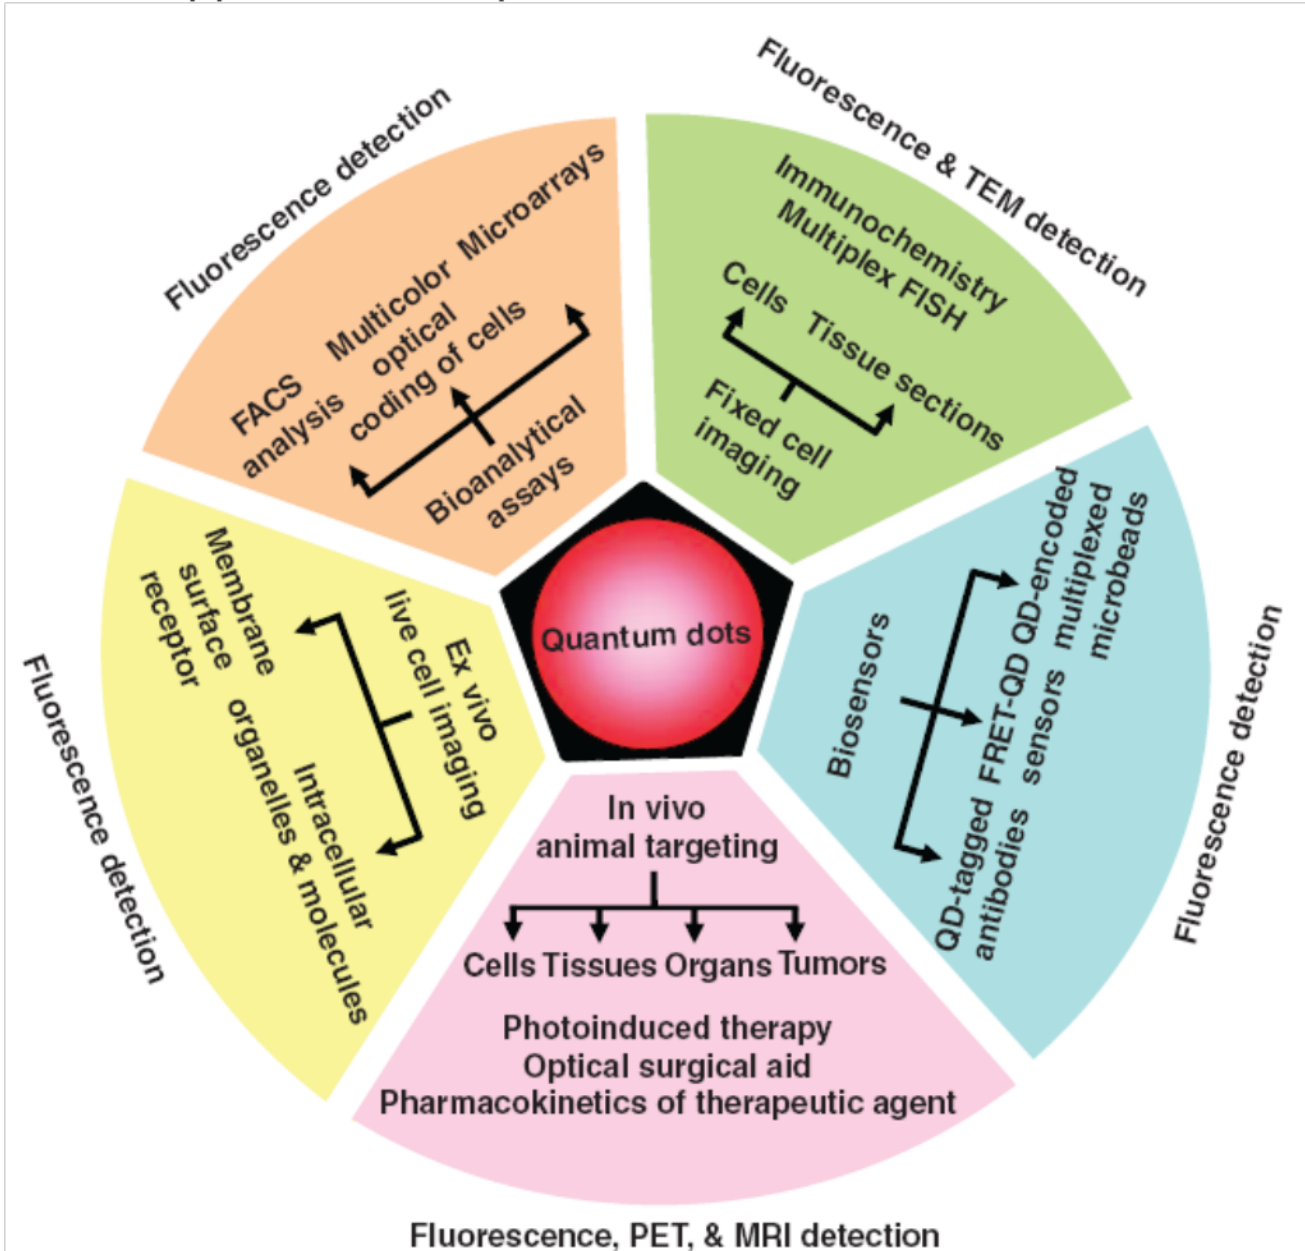 Fluorescence detection
FACS
analysis
Multicolor
optical
coding of cells
Microarrays
Bioanalytical
assays
Fluorescence & TEM detection
Immunochemistry
Multiplex FISH
Cells
Tissue sections
Fixed cell
imaging
Fluorescence detection
Biosensors
QD-encoded
multiplexed
microbeads
FRET-QD
sensors
QD-tagged
antibodies
Fluorescence, PET, & MRI detection
In vivo
animal targeting
Cells Tissues Organs Tumors
Photoinduced therapy
Optical surgical aid
Pharmacokinetics of therapeutic agent
Fluorescence detection
Ex vivo
live cell imaging
Membrane
surface
receptor
Intracellular
organelles & molecules
Quantum dots